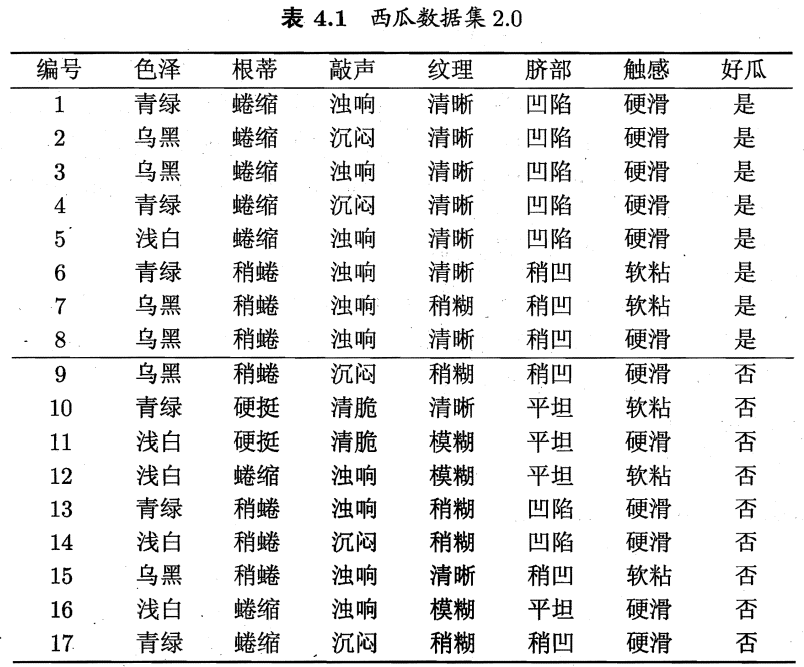 表 4.1 西瓜数据集 2.0
编号 色泽 根蒂 敲声 纹理 脐部 触感 好瓜
1 青绿 蜷缩 浊响 清晰 凹陷 硬滑 是
2 乌黑 蜷缩 沉闷 清晰 凹陷 硬滑 是
3 乌黑 蜷缩 浊响 清晰 凹陷 硬滑 是
4 青绿 蜷缩 沉闷 清晰 凹陷 硬滑 是
5 浅白 蜷缩 浊响 清晰 凹陷 硬滑 是
6 青绿 稍蜷 浊响 清晰 稍凹 软粘 是
7 乌黑 稍蜷 浊响 稍糊 稍凹 软粘 是
8 乌黑 稍蜷 浊响 清晰 稍凹 硬滑 是
9 乌黑 稍蜷 沉闷 稍糊 稍凹 硬滑 否
10 青绿 硬挺 清脆 清晰 平坦 软粘 否
11 浅白 硬挺 清脆 模糊 平坦 硬滑 否
12 浅白 蜷缩 浊响 模糊 平坦 软粘 否
13 青绿 稍蜷 浊响 稍糊 凹陷 硬滑 否
14 浅白 稍蜷 沉闷 稍糊 凹陷 硬滑 否
15 乌黑 稍蜷 浊响 清晰 稍凹 软粘 否
16 浅白 蜷缩 浊响 模糊 平坦 硬滑 否
17 青绿 蜷缩 沉闷 稍糊 稍凹 硬滑 否